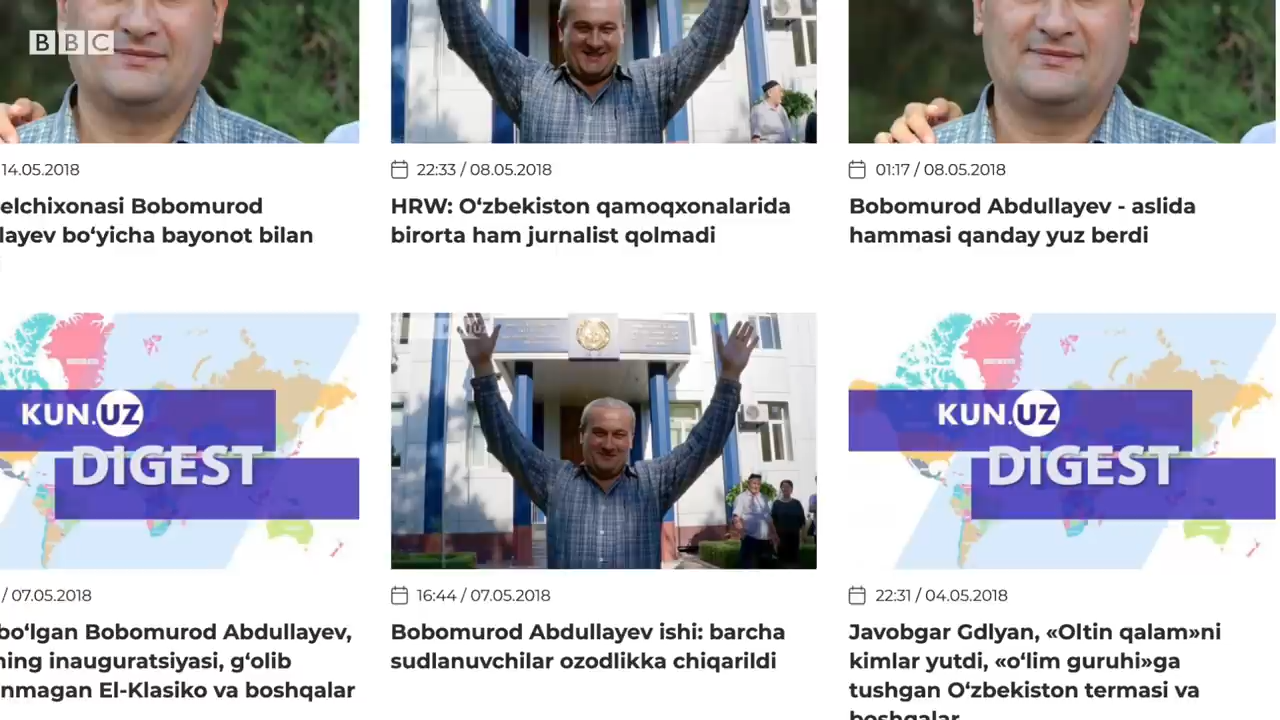 BBC
14.05.2018
elchixonasi Bobomurod
layev bo‘yicha bayonot bilan
22:33 / 08.05.2018
HRW: O‘zbekiston qamoqxonalarida
birorta ham jurnalist qolmadi
01:17 / 08.05.2018
Bobomurod Abdullayev - aslida
hammasi qanday yuz berdi
KUN.UZ
DIGEST
/ 07.05.2018
bo‘lgan Bobomurod Abdullayev,
ning inauguratsiyasi, g‘olib
nmagan El-Klasiko va boshqalar
16:44 / 07.05.2018
Bobomurod Abdullayev ishi: barcha
sudlanuvchilar ozodlikka chiqarildi
KUN.UZ
DIGEST
22:31 / 04.05.2018
Javobgar Gdlyan, «Oltin qalam»ni
kimlar yutdi, «o‘lim guruhi»ga
tushgan O‘zbekiston termasi va
boshqalar